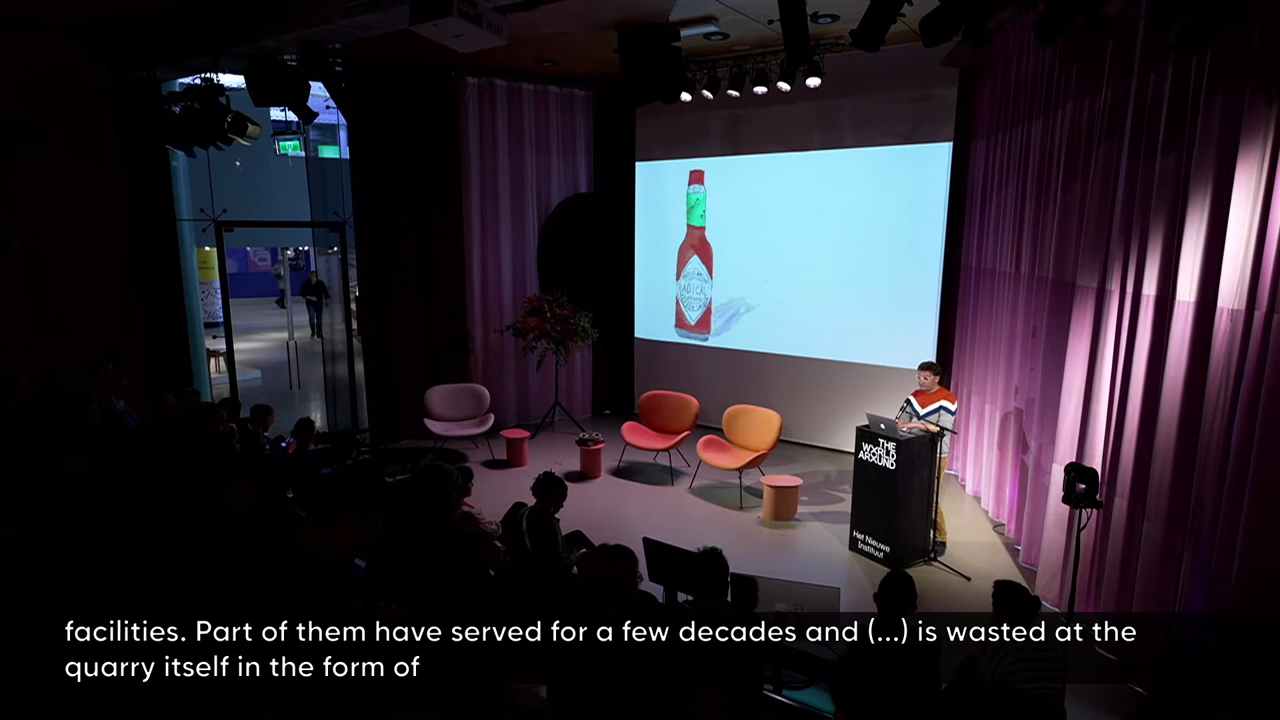 THE
WORLD
AROUND
Het Nieuwe
Instituut
facilities. Part of them have served for a few decades and (...) is wasted at the
quarry itself in the form of